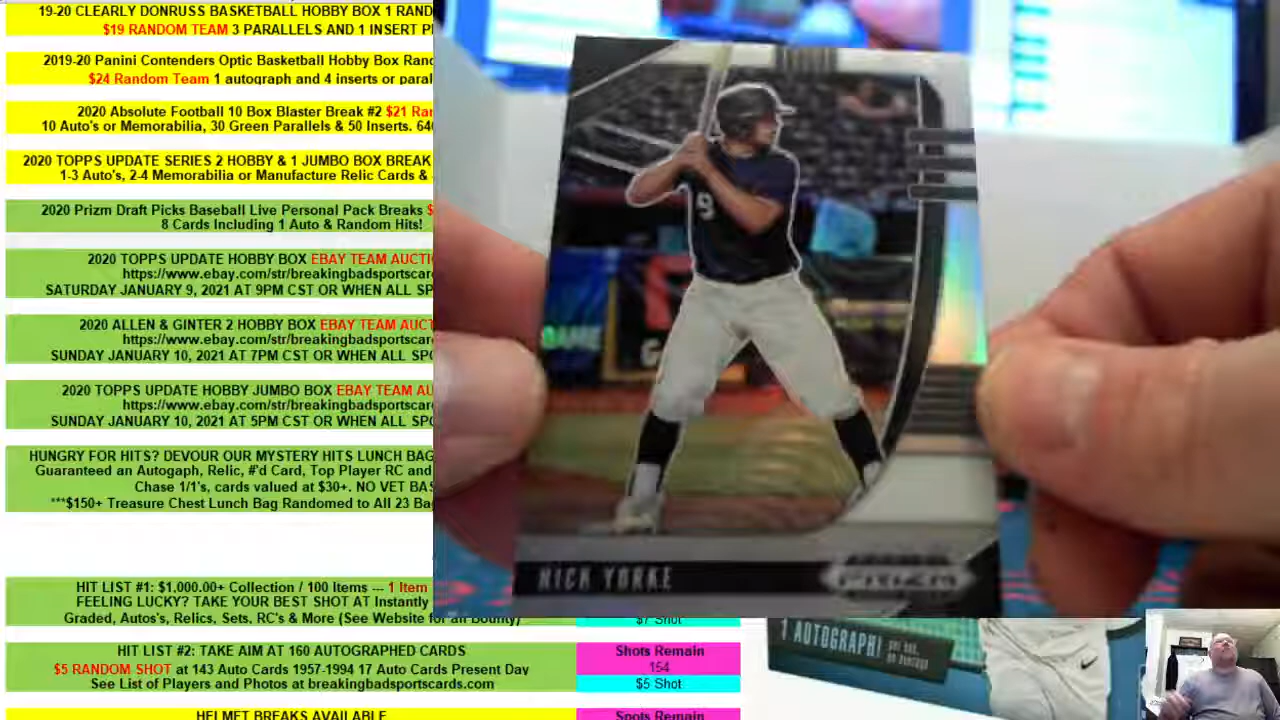 19-20 CLEARLY DONRUSS BASKETBALL HOBBY BOX 1 RAND
$19 RANDOM TEAM 3 PARALLELS AND 1 INSERT P
2019-20 Panini Contenders Optic Basketball Hobby Box Rand
$24 Random Team 1 autograph and 4 inserts or paral
2020 Absolute Football 10 Box Blaster Break #2 $21 Ra
10 Auto's or Memorabilia, 30 Green Parallels & 50 Inserts. 640
2020 TOPPS UPDATE SERIES 2 HOBBY & 1 JUMBO BOX BREAK
1-3 Auto's, 2-4 Memorabilia or Manufacture Relic Cards &
2020 Prizm Draft Picks Baseball Live Personal Pack Breaks $
8 Cards Including 1 Auto & Random Hits!
2020 TOPPS UPDATE HOBBY BOX EBAY TEAM AUCTI
https://www.ebay.com/str/breakingbadsportscar
SATURDAY JANUARY 9, 2021 AT 9PM CST OR WHEN ALL SP
2020 ALLEN & GINTER 2 HOBBY BOX EBAY TEAM AUCT
https://www.ebay.com/str/breakingbadsportscar
SUNDAY JANUARY 10, 2021 AT 7PM CST OR WHEN ALL SPO
2020 TOPPS UPDATE HOBBY JUMBO BOX EBAY TEAM AU
https://www.ebay.com/str/breakingbadsportscar
SUNDAY JANUARY 10, 2021 AT 5PM CST OR WHEN ALL SPO
HUNGRY FOR HITS? DEVOUR OUR MYSTERY HITS LUNCH BAG
Guaranteed an Autogaph, Relic, #'d Card, Top Player RC and
Chase 1/1's, cards valued at $30+. NO VET BAS
***$150+ Treasure Chest Lunch Bag Randomed to All 23 Bag
HIT LIST #1: $1,000.00+ Collection / 100 Items --- 1 Item
FEELING LUCKY? TAKE YOUR BEST SHOT AT Instantly
Graded, Autos's, Relics, Sets, RC's & More (See Website for all Bounty)
$7 Shot
HIT LIST #2: TAKE AIM AT 160 AUTOGRAPHED CARDS
$5 RANDOM SHOT at 143 Auto Cards 1957-1994 17 Auto Cards Present Day
See List of Players and Photos at breakingbadsportscards.com
Shots Remain
154
$5 Shot
HELMET BREAKS AVAILABLE
Spots Remain
9
GAME
NICK YORKE
PRIZM
1 AUTOGRAPH!